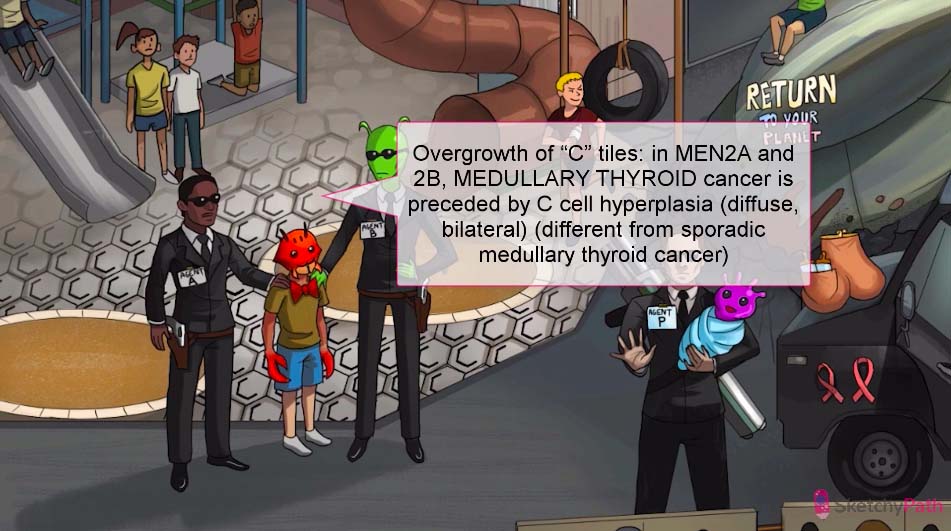 RETURN
TO YOUR
PLANET
Overgrowth of “C” tiles: in MEN2A and
2B, MEDULLARY THYROID cancer is
preceded by C cell hyperplasia (diffuse,
bilateral) (different from sporadic
medullary thyroid cancer)
AGENT
B
AGENT
A
AGENT
P
SketchyPath